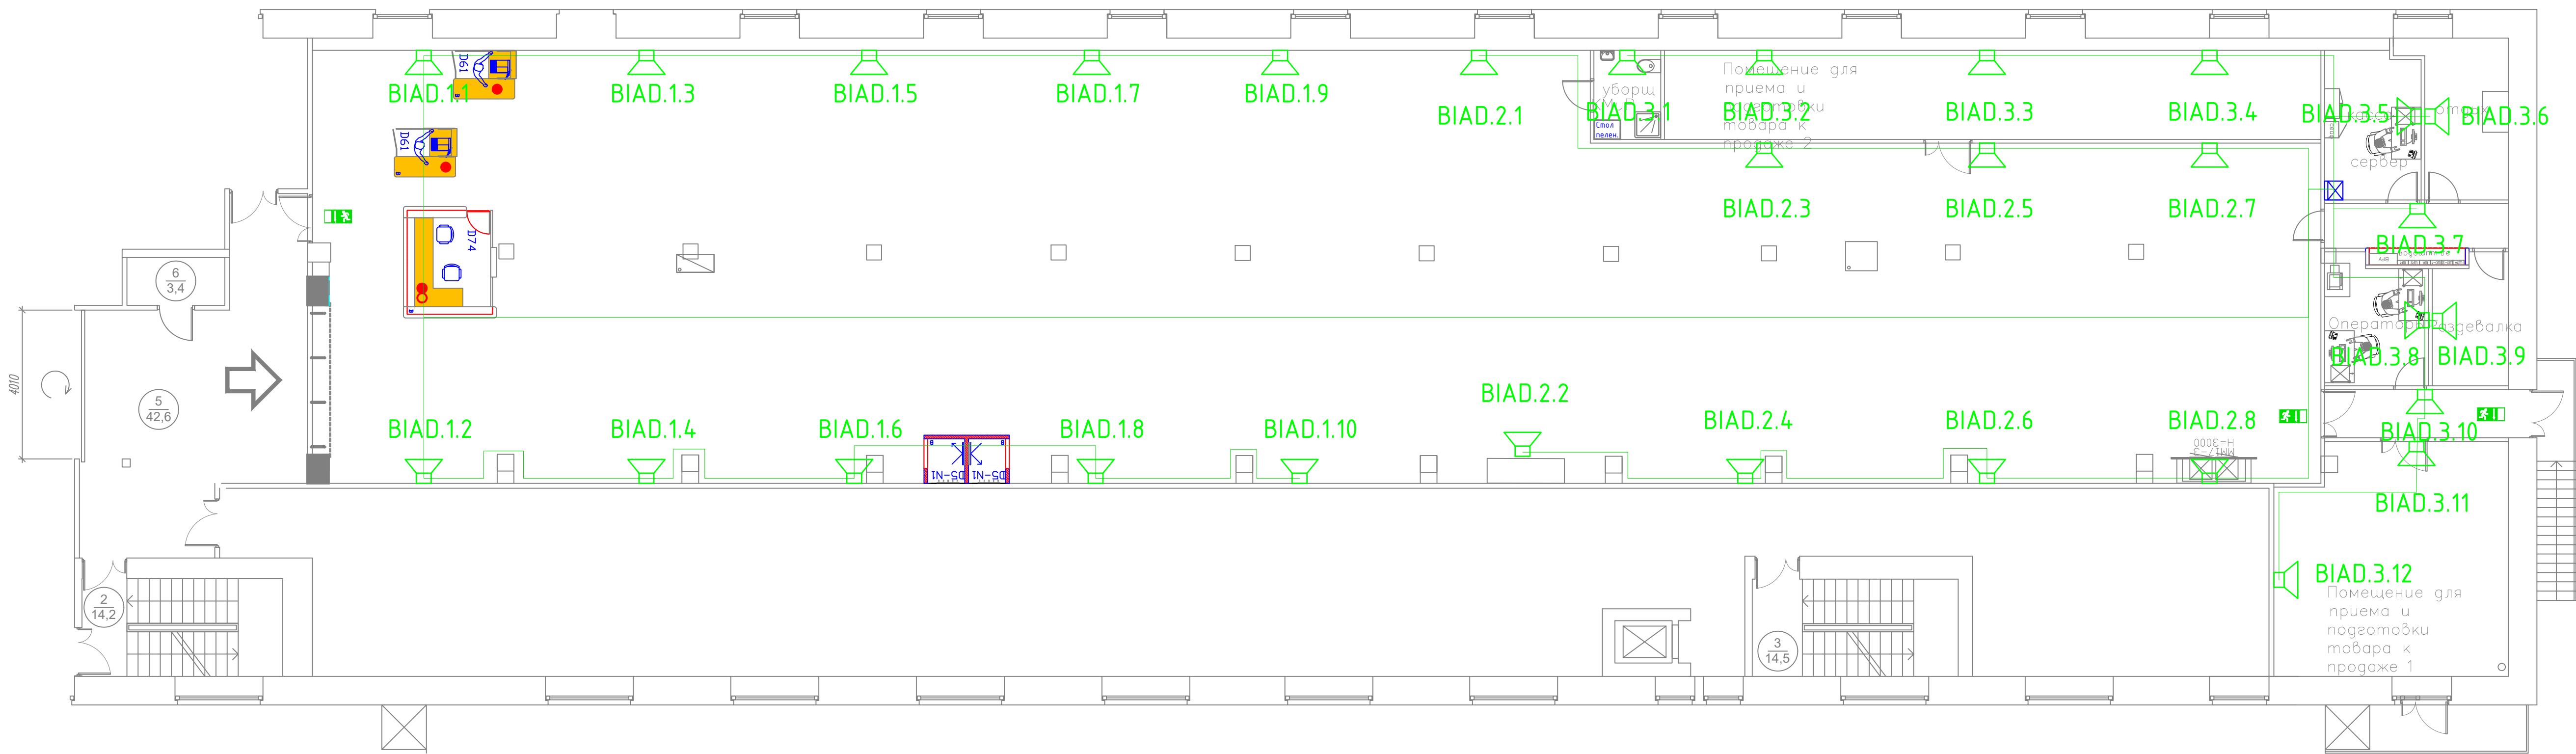 D61
BIAD.1.1
BIAD.1.3
BIAD.1.5
BIAD.1.7
BIAD.1.9
BIAD.2.1
уборщ
BIAD.3.1
Стол
пелен.
Помещение для
приема и
подготовки
товара к
продаже 2
BIAD.3.2
BIAD.3.3
BIAD.3.4
BIAD.3.5
BIAD.3.6
сервер
D61
BIAD.2.3
BIAD.2.5
BIAD.2.7
D74
BIAD.3.7
6
3,4
4010
5
42,6
Раздевалка
BIAD.3.8
BIAD.3.9
BIAD.1.2
BIAD.1.4
BIAD.1.6
BIAD.1.8
BIAD.1.10
BIAD.2.2
BIAD.2.4
BIAD.2.6
BIAD.2.8
H=3000
BIAD.3.10
D5-N1
D5-N1
BIAD.3.11
BIAD.3.12
Помещение для
приема и
подготовки
товара к
продаже 1
2
14,2
3
14,5